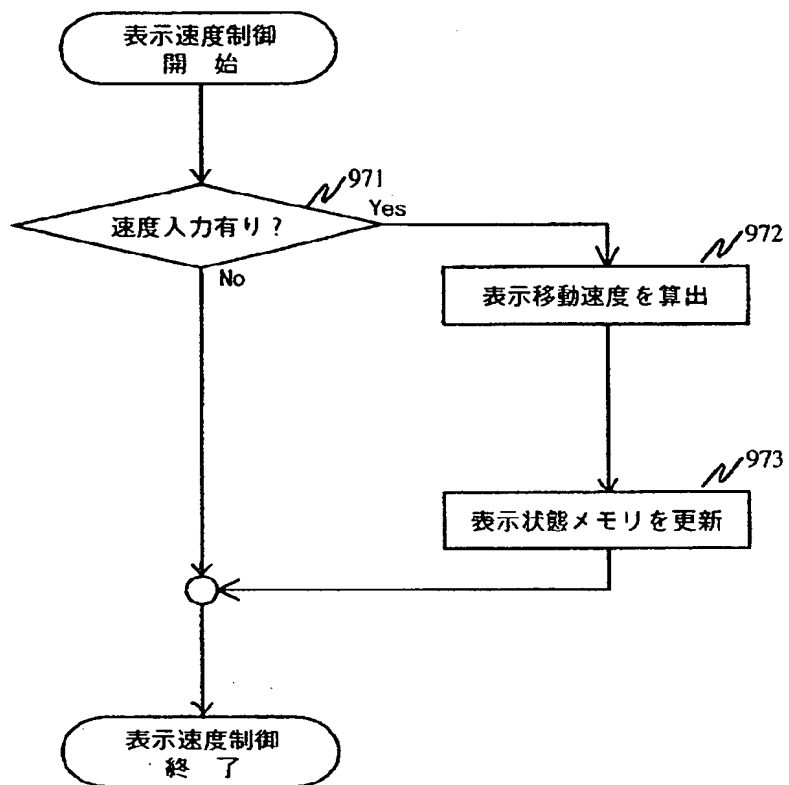 表示速度制御
開 始
971
速度入力有り?
Yes
No
972
表示移動速度を算出
973
表示状態メモリを更新
表示速度制御
終 了